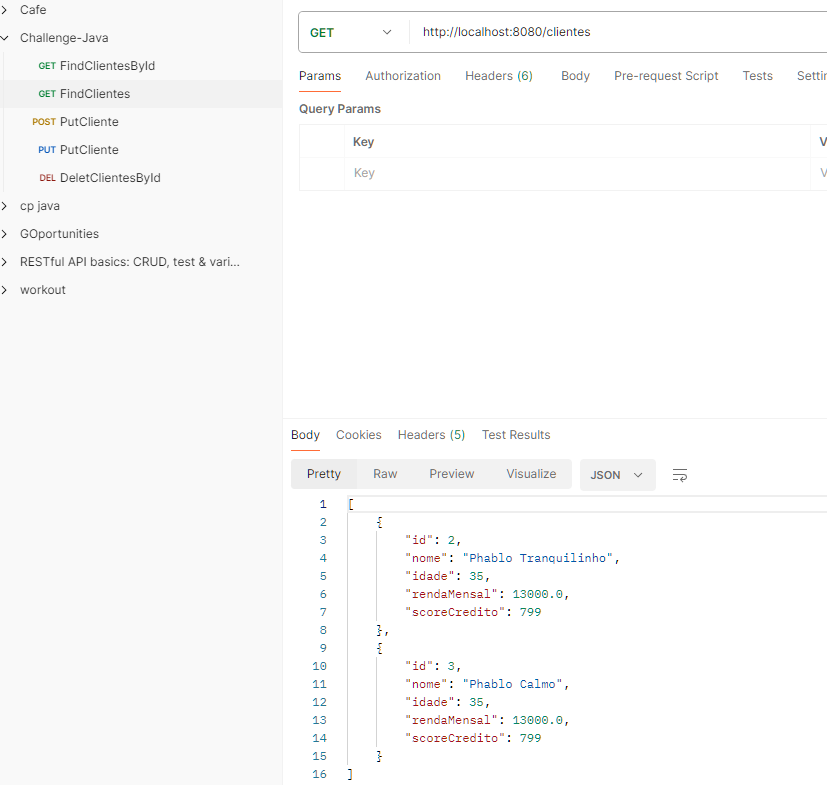 Cafe
Challenge-Java
GET FindClientesById
GET FindClientes
POST PutCliente
PUT PutCliente
DEL DeletClientesById
cp java
GOportunities
RESTful API basics: CRUD, test & vari...
workout
GET http://localhost:8080/clientes
Params Authorization Headers (6) Body Pre-request Script Tests
Query Params
Key
Key
Body Cookies Headers (5) Test Results
Pretty Raw Preview Visualize JSON
1 [
2 {
3 "id": 2,
4 "nome": "Phablo Tranquilinho",
5 "idade": 35,
6 "rendaMensal": 13000.0,
7 "scoreCredito": 799
8 },
9 {
10 "id": 3,
11 "nome": "Phablo Calmo",
12 "idade": 35,
13 "rendaMensal": 13000.0,
14 "scoreCredito": 799
15 }
16 ]